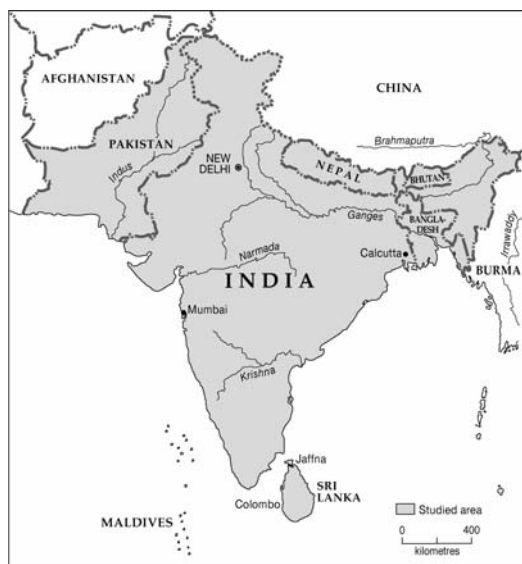 AFGHANISTAN
CHINA
PAKISTAN
Indus
NEW
DELHI
Brahmaputra
NEPAL
BHUTAN
Ganges
BANGLA-
DESH
Irrawaddy
Narmada
Calcutta
INDIA
BURMA
Mumbai
Krishna
Jaffna
SRI
LANKA
Colombo
MALDIVES
Studied area
0 400
kilometres